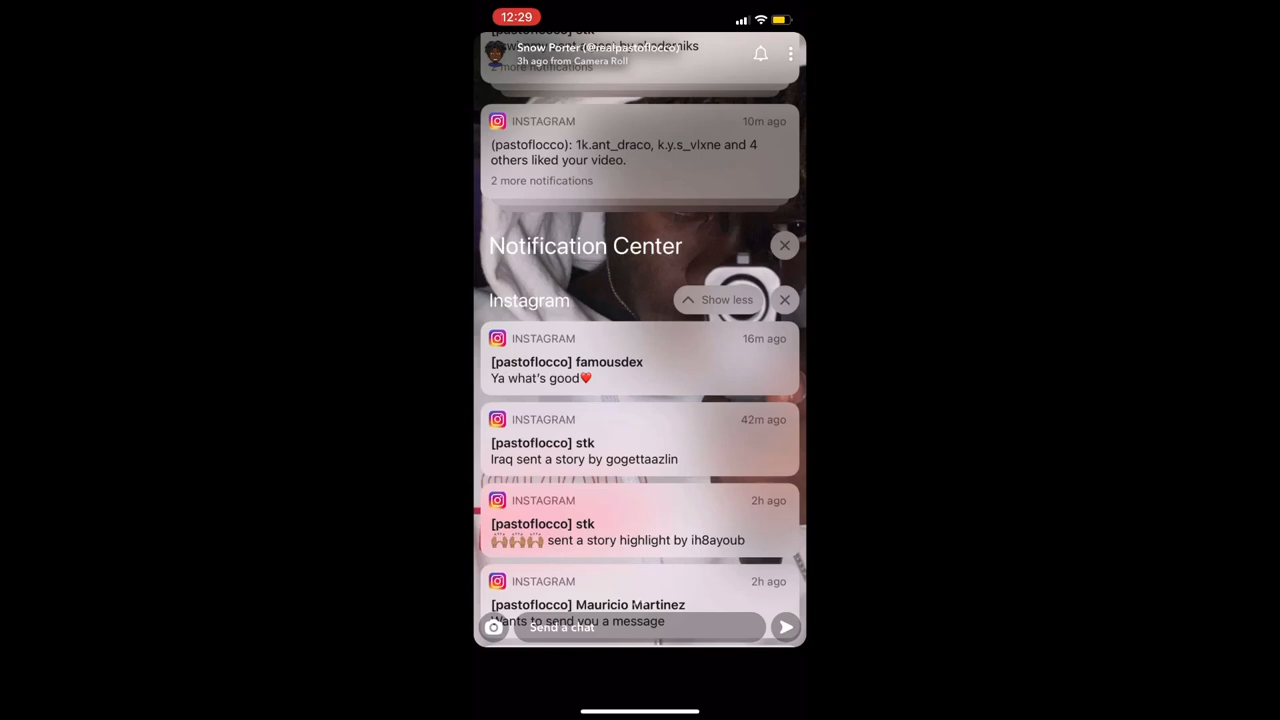 12:29
Snow Porter (@realpastoflocco)
3h ago from Camera Roll
2 more notifications
INSTAGRAM
10m ago
(pastoflocco): 1k.ant_draco, k.y.s_vlxne and 4
others liked your video.
2 more notifications
Notification Center
Instagram
Show less
INSTAGRAM
16m ago
[pastoflocco] famousdex
Ya what's good❤️
INSTAGRAM
42m ago
[pastoflocco] stk
Iraq sent a story by gogettaazlin
INSTAGRAM
2h ago
[pastoflocco] stk
🙌🏽🙌🏽🙌🏽 sent a story highlight by ih8ayoub
INSTAGRAM
2h ago
[pastoflocco] Mauricio Martinez
Wants to send you a message
Send a chat